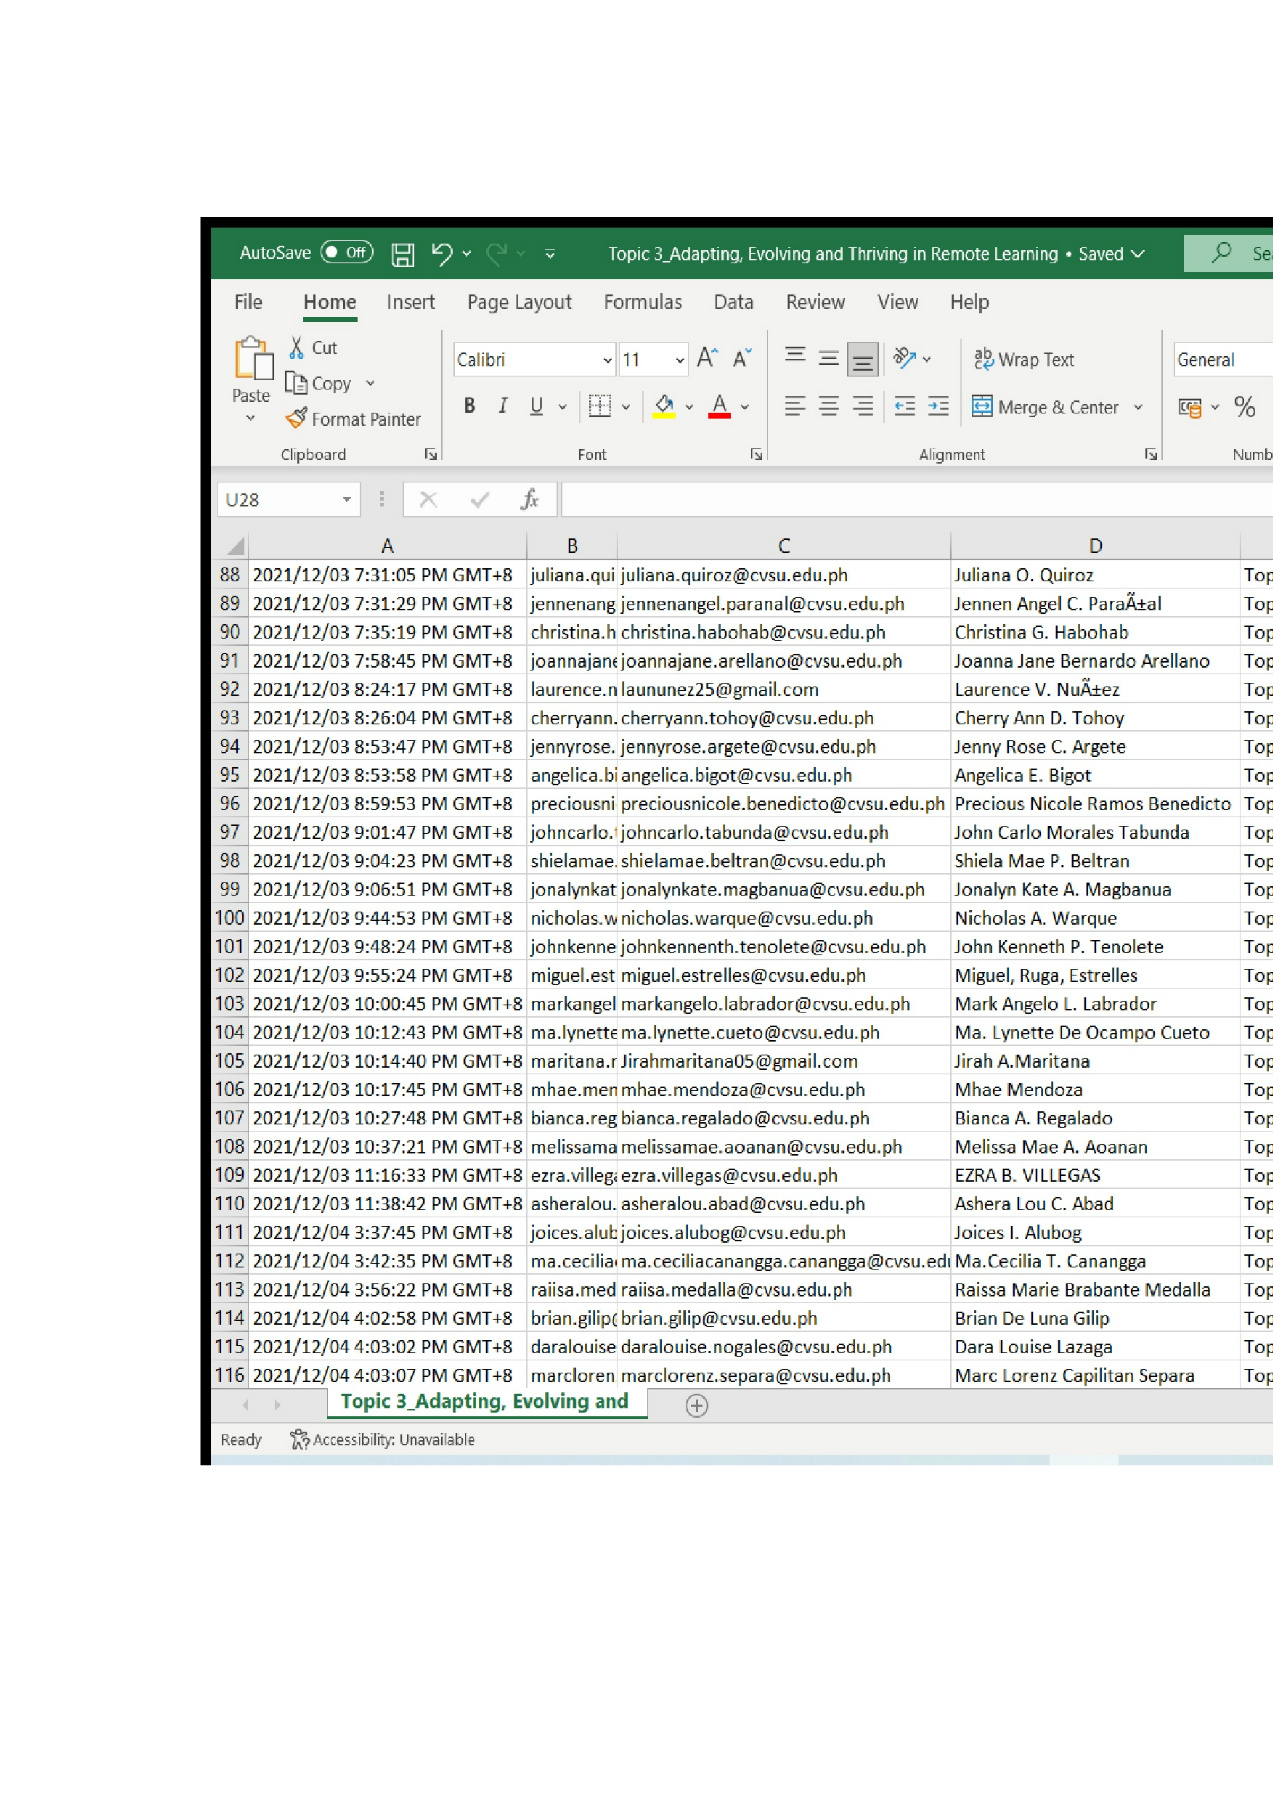 AutoSave Off Topic 3_Adapting, Evolving and Thriving in Remote Learning • Saved
File Home Insert Page Layout Formulas Data Review View Help
Cut
Copy
Paste
Format Painter
Calibri 11
B I U
Wrap Text
Merge & Center
General
%
Clipboard Font Alignment
U28 fx
A B C D
88 2021/12/03 7:31:05 PM GMT+8 juliana.qui juliana.quiroz@cvsu.edu.ph Juliana O. Quiroz Top
89 2021/12/03 7:31:29 PM GMT+8 jennenang jennenangel.paranal@cvsu.edu.ph Jennen Angel C. ParaÃ±al Top
90 2021/12/03 7:35:19 PM GMT+8 christina.h christina.habohab@cvsu.edu.ph Christina G. Habohab Top
91 2021/12/03 7:58:45 PM GMT+8 joannajane joannajane.arellano@cvsu.edu.ph Joanna Jane Bernardo Arellano Top
92 2021/12/03 8:24:17 PM GMT+8 laurence.n laununez25@gmail.com Laurence V. NuÃ±ez Top
93 2021/12/03 8:26:04 PM GMT+8 cherryann. cherryann.tohoy@cvsu.edu.ph Cherry Ann D. Tohoy Top
94 2021/12/03 8:53:47 PM GMT+8 jennyrose. jennyrose.argete@cvsu.edu.ph Jenny Rose C. Argete Top
95 2021/12/03 8:53:58 PM GMT+8 angelica.bi angelica.bigot@cvsu.edu.ph Angelica E. Bigot Top
96 2021/12/03 8:59:53 PM GMT+8 preciousni preciousnicole.benedicto@cvsu.edu.ph Precious Nicole Ramos Benedicto Top
97 2021/12/03 9:01:47 PM GMT+8 johncarlo. johncarlo.tabunda@cvsu.edu.ph John Carlo Morales Tabunda Top
98 2021/12/03 9:04:23 PM GMT+8 shielamae. shielamae.beltran@cvsu.edu.ph Shiela Mae P. Beltran Top
99 2021/12/03 9:06:51 PM GMT+8 jonalynkat jonalynkate.magbanua@cvsu.edu.ph Jonalyn Kate A. Magbanua Top
100 2021/12/03 9:44:53 PM GMT+8 nicholas.w nicholas.warque@cvsu.edu.ph Nicholas A. Warque Top
101 2021/12/03 9:48:24 PM GMT+8 johnkenne johnkennenth.tenolete@cvsu.edu.ph John Kenneth P. Tenolete Top
102 2021/12/03 9:55:24 PM GMT+8 miguel.est miguel.estrelles@cvsu.edu.ph Miguel, Ruga, Estrelles Top
103 2021/12/03 10:00:45 PM GMT+8 markangel markangelo.labrador@cvsu.edu.ph Mark Angelo L. Labrador Top
104 2021/12/03 10:12:43 PM GMT+8 ma.lynette ma.lynette.cueto@cvsu.edu.ph Ma. Lynette De Ocampo Cueto Top
105 2021/12/03 10:14:40 PM GMT+8 maritana.r Jirahmaritana05@gmail.com Jirah A.Maritana Top
106 2021/12/03 10:17:45 PM GMT+8 mhae.men mhae.mendoza@cvsu.edu.ph Mhae Mendoza Top
107 2021/12/03 10:27:48 PM GMT+8 bianca.reg bianca.regalado@cvsu.edu.ph Bianca A. Regalado Top
108 2021/12/03 10:37:21 PM GMT+8 melissama melissamae.aoanan@cvsu.edu.ph Melissa Mae A. Aoanan Top
109 2021/12/03 11:16:33 PM GMT+8 ezra.villega ezra.villegas@cvsu.edu.ph EZRA B. VILLEGAS Top
110 2021/12/03 11:38:42 PM GMT+8 asheralou. asheralou.abad@cvsu.edu.ph Ashera Lou C. Abad Top
111 2021/12/04 3:37:45 PM GMT+8 joices.alub joices.alubog@cvsu.edu.ph Joices I. Alubog Top
112 2021/12/04 3:42:35 PM GMT+8 ma.cecilia ma.ceciliacanangga.canangga@cvsu.edu Ma.Cecilia T. Canangga Top
113 2021/12/04 3:56:22 PM GMT+8 raiisa.med raiisa.medalla@cvsu.edu.ph Raissa Marie Brabante Medalla Top
114 2021/12/04 4:02:58 PM GMT+8 brian.gilip@ brian.gilip@cvsu.edu.ph Brian De Luna Gilip Top
115 2021/12/04 4:03:02 PM GMT+8 daralouise daralouise.nogales@cvsu.edu.ph Dara Louise Lazaga Top
116 2021/12/04 4:03:07 PM GMT+8 marcloren marclorenz.separa@cvsu.edu.ph Marc Lorenz Capilitan Separa Top
Topic 3_Adapting, Evolving and
Ready Accessibility: Unavailable